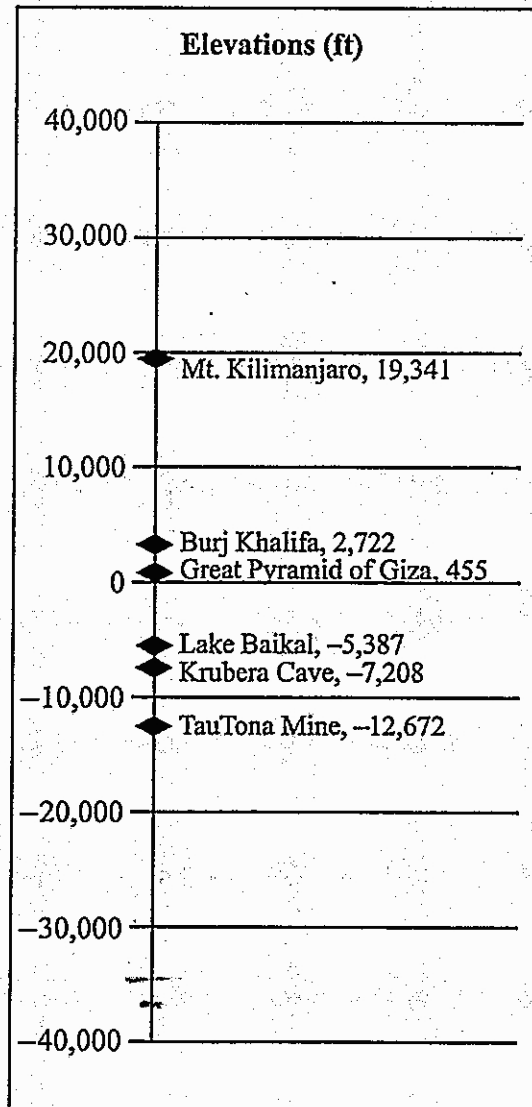 Elevations (ft)
40,000
30,000
20,000
Mt. Kilimanjaro, 19,341
10,000
Burj Khalifa, 2,722
Great Pyramid of Giza, 455
0
Lake Baikal, –5,387
Krubera Cave, –7,208
–10,000
TauTona Mine, –12,672
–20,000
–30,000
–40,000